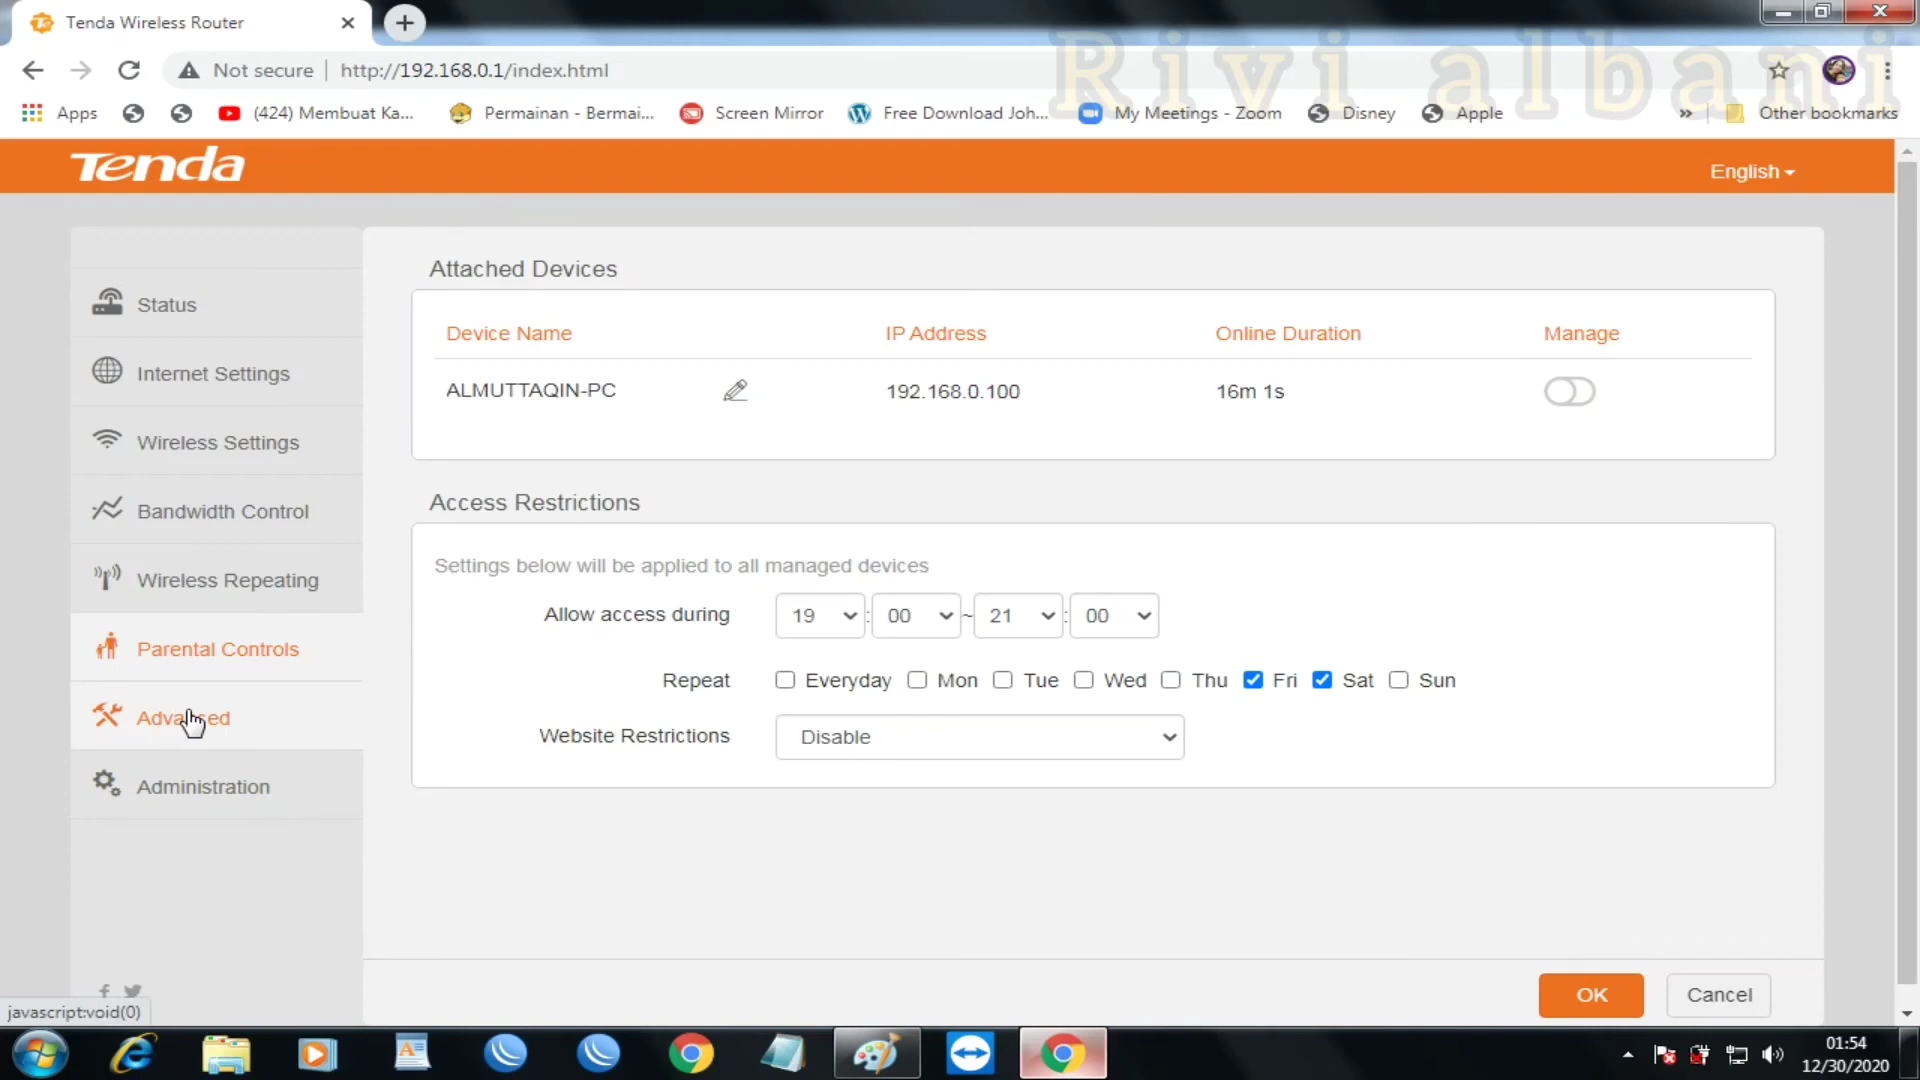 Tenda Wireless Router
Not secure | http://192.168.0.1/index.html
Rivi albani
Apps (424) Membuat Ka... Permainan - Bermai... Screen Mirror Free Download Joh... My Meetings - Zoom Disney Apple » Other bookmarks
Tenda English
Status
Internet Settings
Wireless Settings
Bandwidth Control
Wireless Repeating
Parental Controls
Advanced
Administration
Attached Devices
Device Name IP Address Online Duration Manage
ALMUTTAQIN-PC 192.168.0.100 16m 1s
Access Restrictions
Settings below will be applied to all managed devices
Allow access during 19 : 00 ~ 21 : 00
Repeat Everyday Mon Tue Wed Thu Fri Sat Sun
Website Restrictions Disable
OK Cancel
javascript:void(0)
01:54
12/30/2020